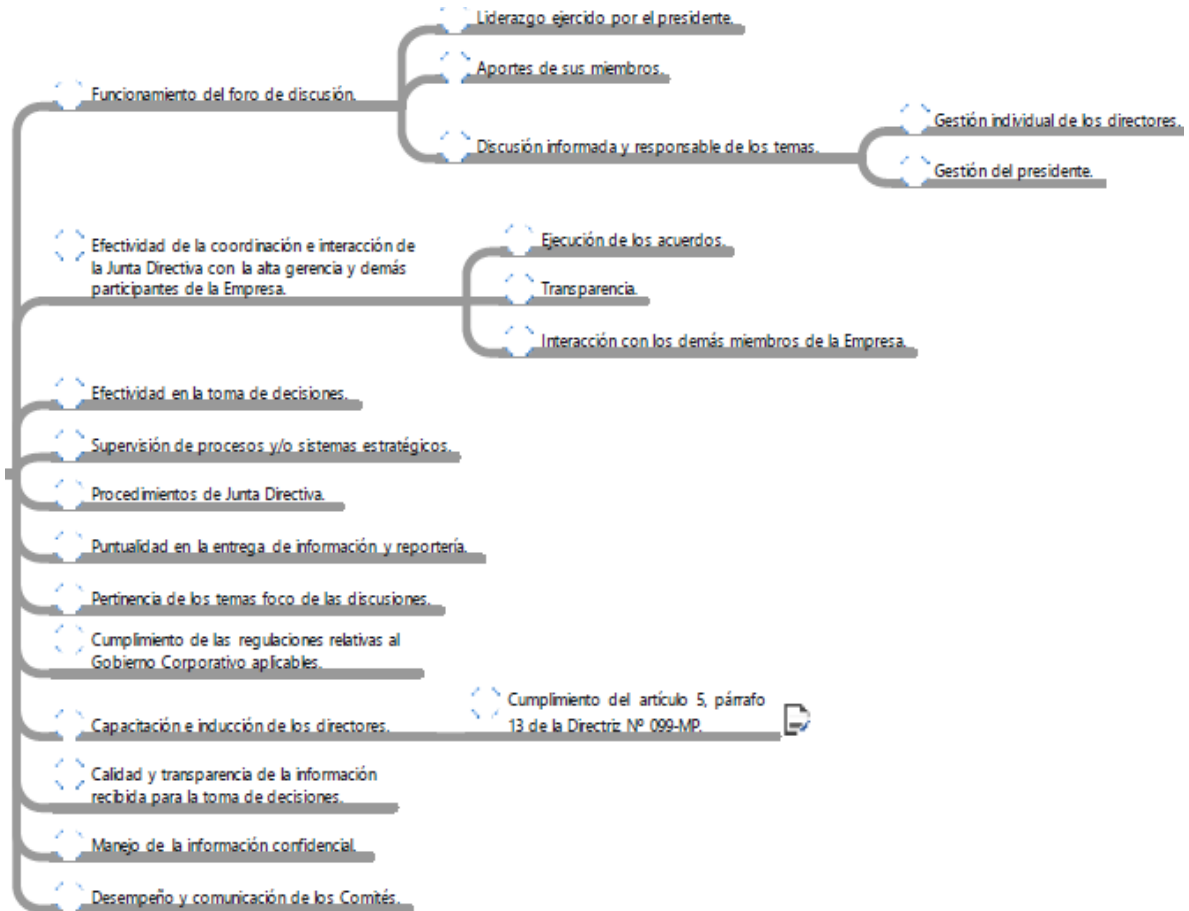 Liderazgo ejercido por el presidente.
Aportes de sus miembros.
Funcionamiento del foro de discusión.
Gestión individual de los directores.
Discusión informada y responsable de los temas.
Gestión del presidente.
Efectividad de la coordinación e interacción de
la Junta Directiva con la alta gerencia y demás
participantes de la Empresa.
Ejecución de los acuerdos.
Transparencia.
Interacción con los demás miembros de la Empresa.
Efectividad en la toma de decisiones.
Supervisión de procesos y/o sistemas estratégicos.
Procedimientos de Junta Directiva.
Puntualidad en la entrega de información y reportería.
Pertinencia de los temas foco de las discusiones.
Cumplimiento de las regulaciones relativas al
Gobierno Corporativo aplicables.
Capacitación e inducción de los directores.
Cumplimiento del artículo 5, párrafo
13 de la Directriz Nº 099-MP.
Calidad y transparencia de la información
recibida para la toma de decisiones.
Manejo de la información confidencial.
Desempeño y comunicación de los Comités.